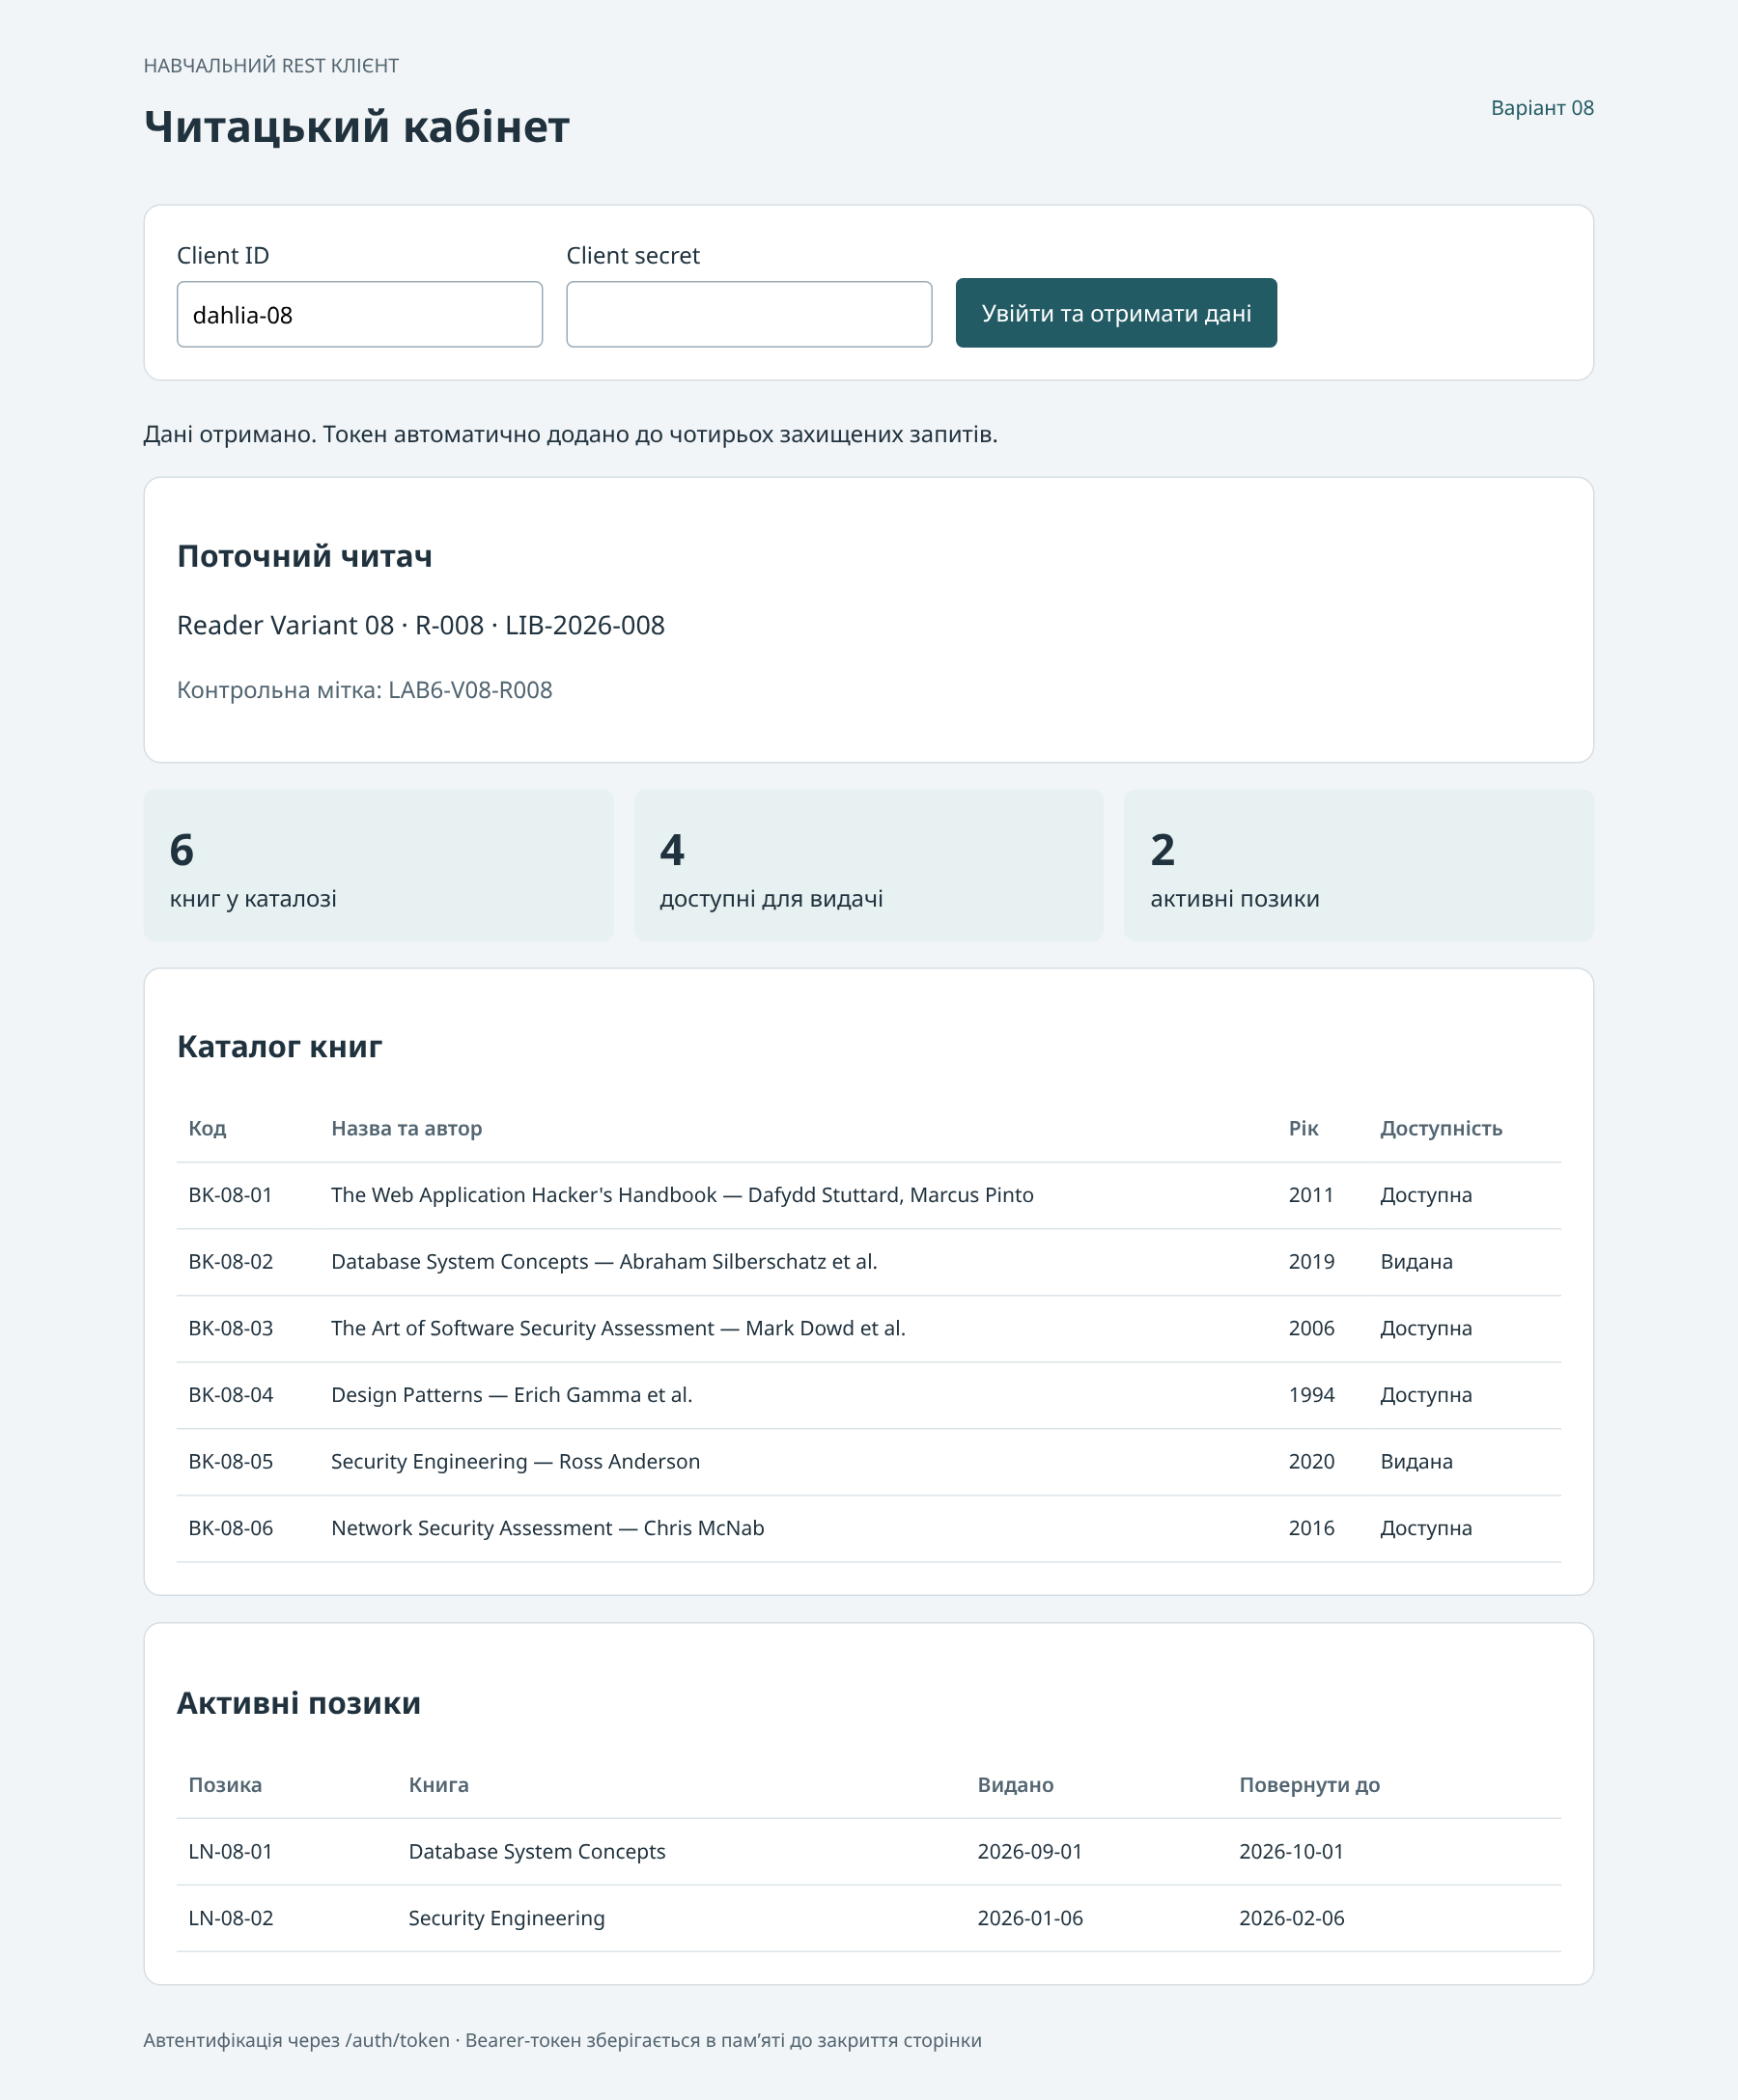 НАВЧАЛЬНИЙ REST КЛІЄНТ
Читацький кабінет
Варіант 08
Client ID
Client secret
dahlia-08
Увійти та отримати дані
Дані отримано. Токен автоматично додано до чотирьох захищених запитів.
Поточний читач
Reader Variant 08 · R-008 · LIB-2026-008
Контрольна мітка: LAB6-V08-R008
6
книг у каталозі
4
доступні для видачі
2
активні позики
Каталог книг
Код Назва та автор Рік Доступність
BK-08-01 The Web Application Hacker's Handbook — Dafydd Stuttard, Marcus Pinto 2011 Доступна
BK-08-02 Database System Concepts — Abraham Silberschatz et al. 2019 Видана
BK-08-03 The Art of Software Security Assessment — Mark Dowd et al. 2006 Доступна
BK-08-04 Design Patterns — Erich Gamma et al. 1994 Доступна
BK-08-05 Security Engineering — Ross Anderson 2020 Видана
BK-08-06 Network Security Assessment — Chris McNab 2016 Доступна
Активні позики
Позика Книга Видано Повернути до
LN-08-01 Database System Concepts 2026-09-01 2026-10-01
LN-08-02 Security Engineering 2026-01-06 2026-02-06
Автентифікація через /auth/token · Bearer-токен зберігається в пам’яті до закриття сторінки